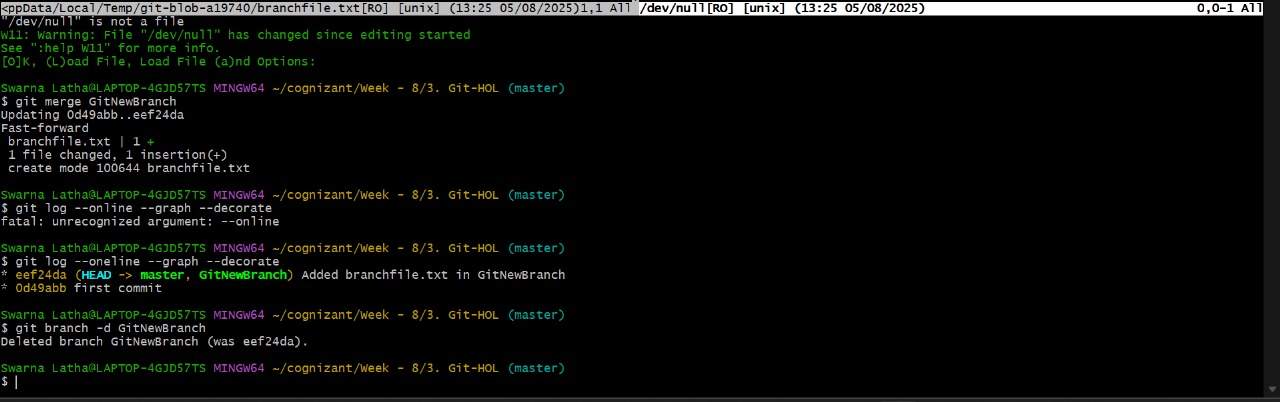 <ppData/Local/Temp/git-blob-a19740/branchfile.txt[RO] [unix] (13:25 05/08/2025)1,1 All /dev/null[RO] [unix] (13:25 05/08/2025) 0,0-1 All
"/dev/null" is not a file
W11: Warning: File "/dev/null" has changed since editing started
See ":help W11" for more info.
[O]K, (L)oad File, Load File (a)nd Options:
Swarna Latha@LAPTOP-4GJD57TS MINGW64 ~/cognizant/Week - 8/3. Git-HOL (master)
$ git merge GitNewBranch
Updating 0d49abb..eef24da
Fast-forward
branchfile.txt | 1 +
1 file changed, 1 insertion(+)
create mode 100644 branchfile.txt
Swarna Latha@LAPTOP-4GJD57TS MINGW64 ~/cognizant/Week - 8/3. Git-HOL (master)
$ git log --online --graph --decorate
fatal: unrecognized argument: --online
Swarna Latha@LAPTOP-4GJD57TS MINGW64 ~/cognizant/Week - 8/3. Git-HOL (master)
$ git log --oneline --graph --decorate
* eef24da (HEAD -> master, GitNewBranch) Added branchfile.txt in GitNewBranch
* 0d49abb first commit
Swarna Latha@LAPTOP-4GJD57TS MINGW64 ~/cognizant/Week - 8/3. Git-HOL (master)
$ git branch -d GitNewBranch
Deleted branch GitNewBranch (was eef24da).
Swarna Latha@LAPTOP-4GJD57TS MINGW64 ~/cognizant/Week - 8/3. Git-HOL (master)
$